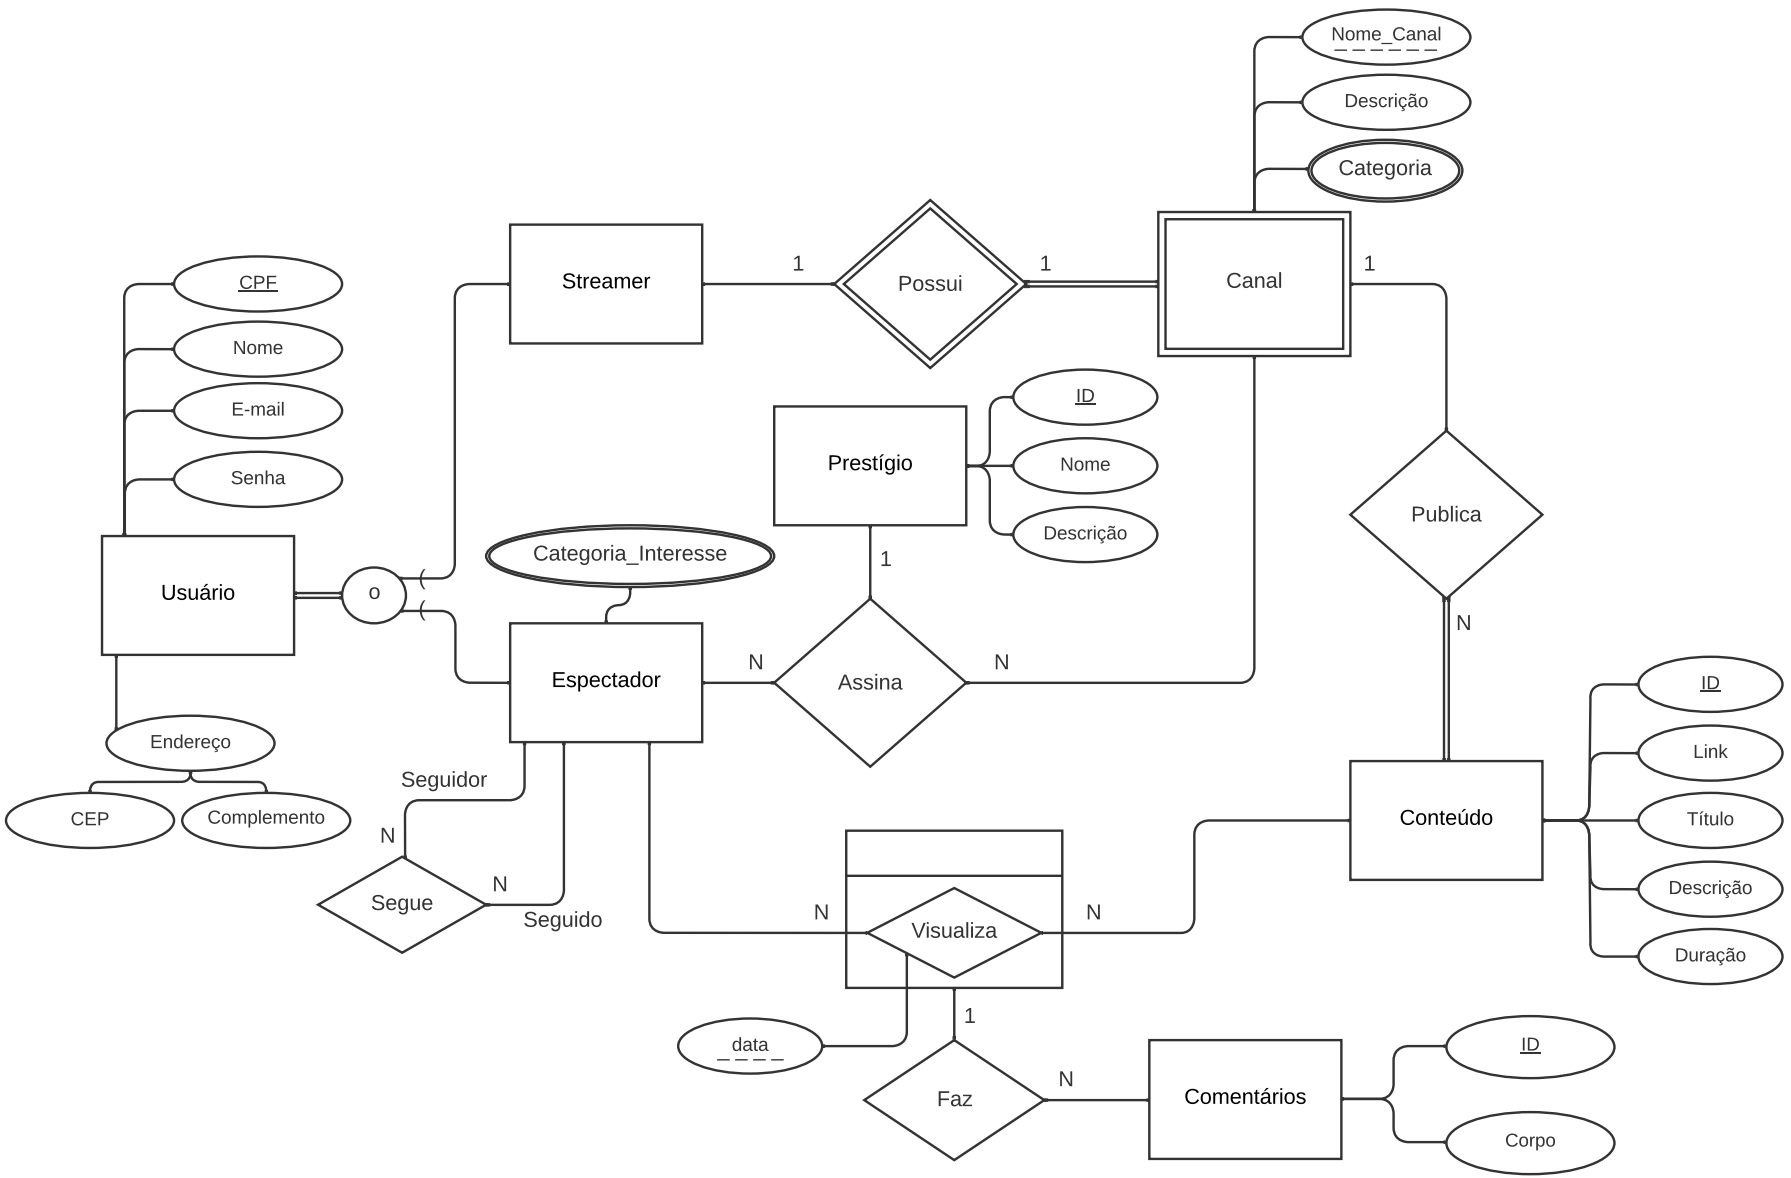 Nome_Canal
Descrição
Categoria
Streamer
1
Possui
1
Canal
1
CPF
Nome
E-mail
Senha
Prestígio
ID
Nome
Descrição
1
Publica
N
Categoria_Interesse
Usuário
o
Espectador
N
Assina
N
Endereço
CEP
Complemento
Seguidor
N
Segue
N
Seguido
N
Visualiza
N
Conteúdo
ID
Link
Título
Descrição
Duração
data
1
Faz
N
Comentários
ID
Corpo